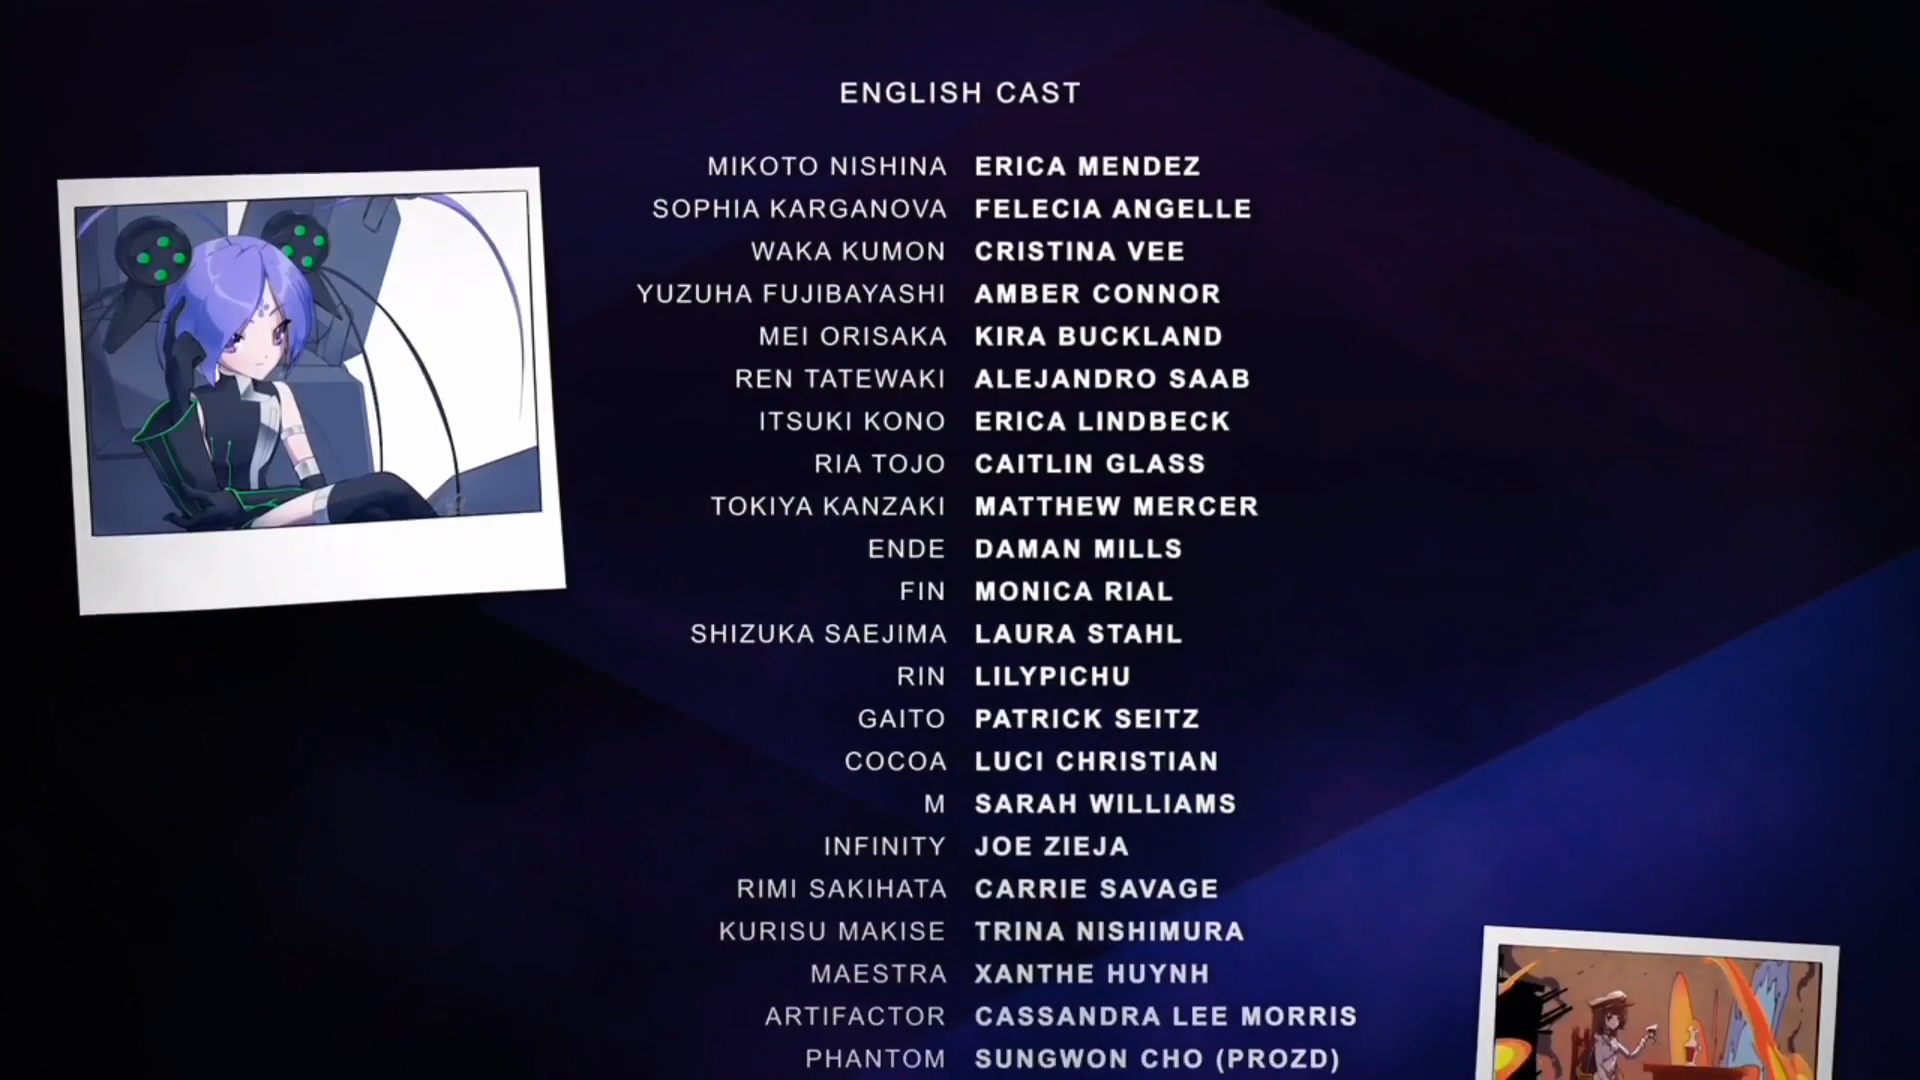 ENGLISH CAST
MIKOTO NISHINA ERICA MENDEZ
SOPHIA KARGANOVA FELECIA ANGELLE
WAKA KUMON CRISTINA VEE
YUZUHA FUJIBAYASHI AMBER CONNOR
MEI ORISAKA KIRA BUCKLAND
REN TATEWAKI ALEJANDRO SAAB
ITSUKI KONO ERICA LINDBECK
RIA TOJO CAITLIN GLASS
TOKIYA KANZAKI MATTHEW MERCER
ENDE DAMAN MILLS
FIN MONICA RIAL
SHIZUKA SAEJIMA LAURA STAHL
RIN LILYPICHU
GAITO PATRICK SEITZ
COCOA LUCI CHRISTIAN
M SARAH WILLIAMS
INFINITY JOE ZIEJA
RIMI SAKIHATA CARRIE SAVAGE
KURISU MAKISE TRINA NISHIMURA
MAESTRA XANTHE HUYNH
ARTIFACTOR CASSANDRA LEE MORRIS
PHANTOM SUNGWON CHO (PROZD)